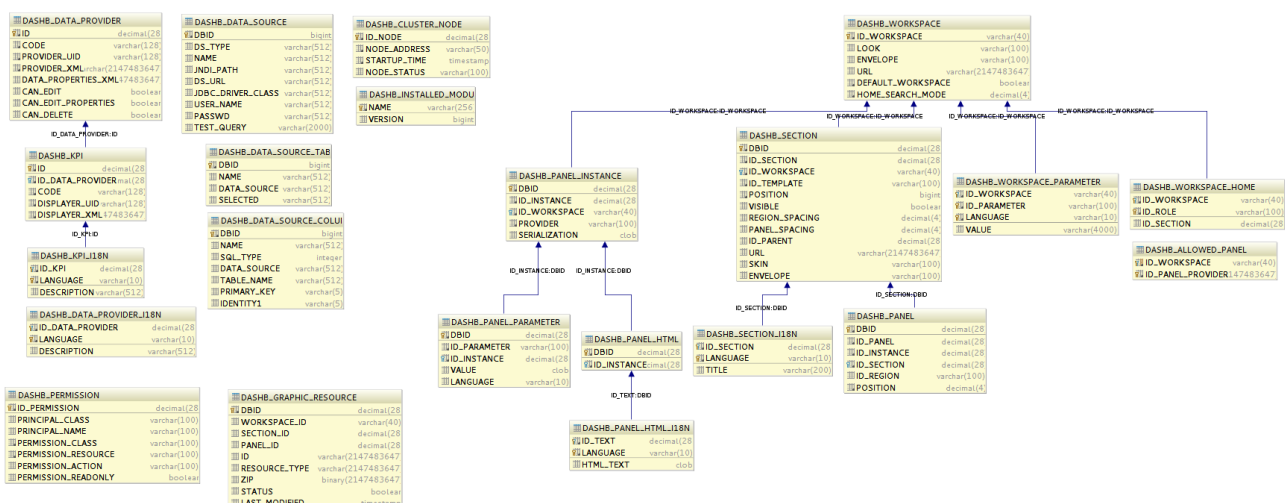 DASHB_DATA_PROVIDER
ID decimal(28
CODE varchar(128)
PROVIDER_UID varchar(128)
PROVIDER_XML varchar(2147483647
DATA_PROPERTIES_XML 47483647
CAN_EDIT boolean
CAN_EDIT_PROPERTIES boolean
CAN_DELETE boolean
ID_DATA_PROVIDER:ID
DASHB_KPI
ID decimal(28
ID_DATA_PROVIDER mal(28
CODE varchar(128)
DISPLAYER_UID varchar(128)
DISPLAYER_XML 47483647
ID_KPI:ID
DASHB_KPI_I18N
ID_KPI decimal(28
LANGUAGE varchar(10)
DESCRIPTION varchar(512)
DASHB_DATA_PROVIDER_I18N
ID_DATA_PROVIDER decimal(28
LANGUAGE varchar(10)
DESCRIPTION varchar(512)
DASHB_DATA_SOURCE
DBID bigint
DS_TYPE varchar(512)
NAME varchar(512)
JNDI_PATH varchar(512)
DS_URL varchar(512)
JDBC_DRIVER_CLASS varchar(512)
USER_NAME varchar(512)
PASSWD varchar(512)
TEST_QUERY varchar(2000)
DASHB_DATA_SOURCE_TAB
DBID bigint
NAME varchar(512)
DATA_SOURCE varchar(512)
SELECTED varchar(512)
DASHB_DATA_SOURCE_COLU
DBID bigint
NAME varchar(512)
SQL_TYPE integer
DATA_SOURCE varchar(512)
TABLE_NAME varchar(512)
PRIMARY_KEY varchar(5)
IDENTITY1 varchar(5)
DASHB_CLUSTER_NODE
ID_NODE decimal(28
NODE_ADDRESS varchar(50)
STARTUP_TIME timestamp
NODE_STATUS varchar(100)
DASHB_INSTALLED_MODU
NAME varchar(256
VERSION bigint
DASHB_WORKSPACE
ID_WORKSPACE varchar(40)
LOOK varchar(100)
ENVELOPE varchar(100)
URL varchar(2147483647
DEFAULT_WORKSPACE boolean
HOME_SEARCH_MODE decimal(4)
ID_WORKSPACE:ID_WORKSPACE
ID_WORKSPACE:ID_WORKSPACE
ID_WORKSPACE:ID_WORKSPACE
ID_WORKSPACE:ID_WORKSPACE
DASHB_PANEL_INSTANCE
DBID decimal(28
ID_INSTANCE decimal(28
ID_WORKSPACE varchar(40)
PROVIDER varchar(100)
SERIALIZATION clob
DASHB_SECTION
DBID decimal(28
ID_SECTION decimal(28
ID_WORKSPACE varchar(40)
ID_TEMPLATE varchar(100)
POSITION bigint
VISIBLE boolean
REGION_SPACING decimal(4)
PANEL_SPACING decimal(4)
ID_PARENT decimal(28
URL varchar(2147483647
SKIN varchar(100)
ENVELOPE varchar(100)
DASHB_WORKSPACE_PARAMETER
ID_WORKSPACE varchar(40)
ID_PARAMETER varchar(100)
LANGUAGE varchar(10)
VALUE varchar(4000)
DASHB_WORKSPACE_HOME
ID_WORKSPACE varchar(40)
ID_ROLE varchar(100)
ID_SECTION decimal(28
DASHB_ALLOWED_PANEL
ID_WORKSPACE varchar(40)
ID_PANEL_PROVIDER 147483647
ID_INSTANCE:DBID
ID_INSTANCE:DBID
DASHB_PANEL_PARAMETER
DBID decimal(28
ID_PARAMETER varchar(100)
ID_INSTANCE decimal(28
VALUE clob
LANGUAGE varchar(10)
DASHB_PANEL_HTML
DBID decimal(28
ID_INSTANCE cimal(28
ID_TEXT:DBID
DASHB_PANEL_HTML_I18N
ID_TEXT decimal(28
LANGUAGE varchar(10)
HTML_TEXT clob
ID_SECTION:DBID
ID_SECTION:DBID
DASHB_SECTION_I18N
ID_SECTION decimal(28
LANGUAGE varchar(10)
TITLE varchar(200)
DASHB_PANEL
DBID decimal(28
ID_PANEL decimal(28
ID_INSTANCE decimal(28
ID_SECTION decimal(28
ID_REGION varchar(100)
POSITION decimal(4)
DASHB_PERMISSION
ID_PERMISSION decimal(28
PRINCIPAL_CLASS varchar(100)
PRINCIPAL_NAME varchar(100)
PERMISSION_CLASS varchar(100)
PERMISSION_RESOURCE varchar(100)
PERMISSION_ACTION varchar(100)
PERMISSION_READONLY boolean
DASHB_GRAPHIC_RESOURCE
DBID decimal(28
WORKSPACE_ID varchar(40)
SECTION_ID decimal(28
PANEL_ID decimal(28
ID varchar(2147483647
RESOURCE_TYPE varchar(2147483647
ZIP binary(2147483647
STATUS boolean
LAST_MODIFIED timestamp